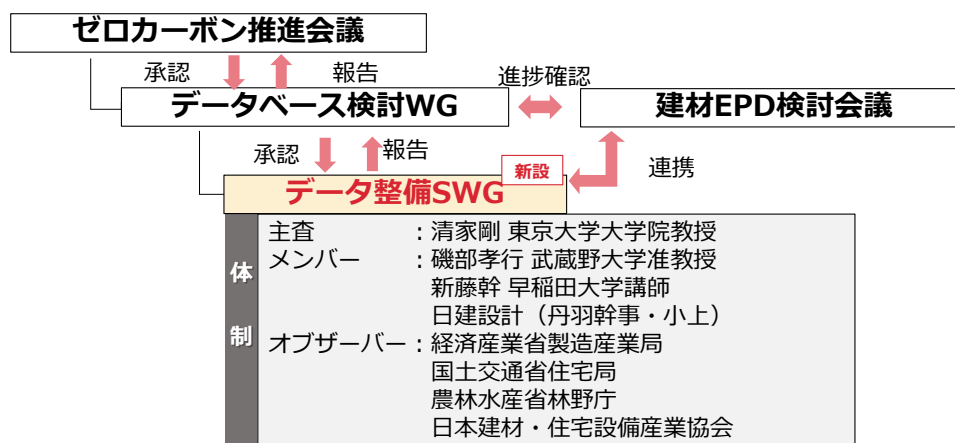 ゼロカーボン推進会議
承認
報告
進捗確認
データベース検討WG
建材EPD検討会議
承認
報告
新設
連携
データ整備SWG
体制
主査 ：清家剛 東京大学大学院教授
メンバー ：磯部孝行 武蔵野大学准教授
新藤幹 早稲田大学講師
日建設計（丹羽幹事・小上）
オブザーバー：経済産業省製造産業局
国土交通省住宅局
農林水産省林野庁
日本建材・住宅設備産業協会